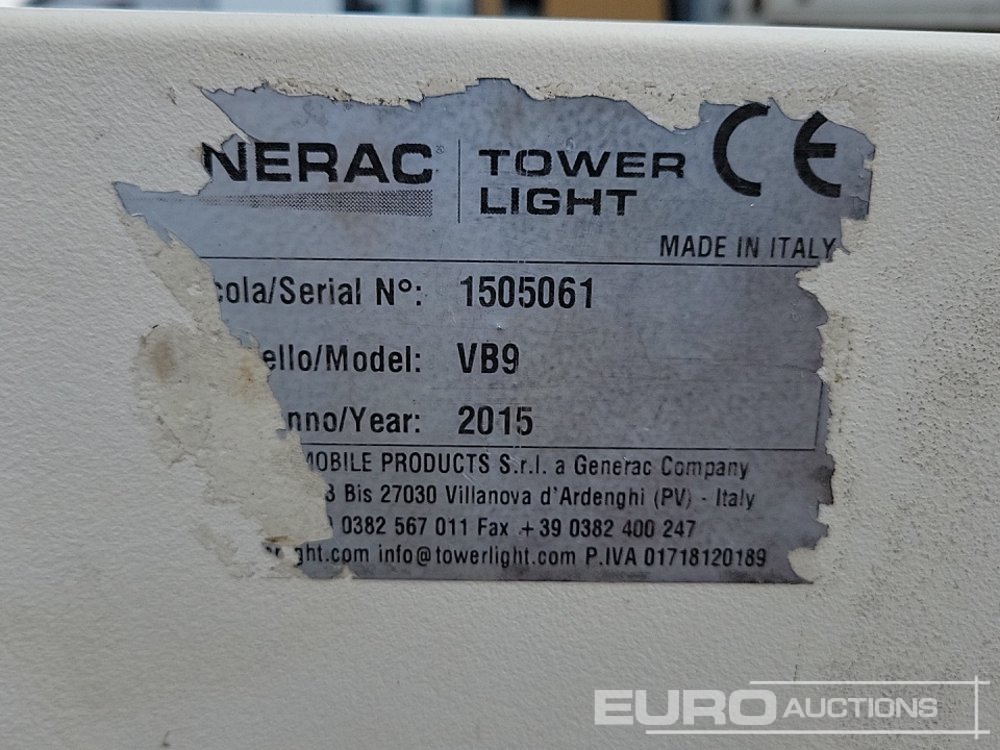 NERAC® TOWER LIGHT CE
MADE IN ITALY
cola/Serial N°: 1505061
ello/Model: VB9
nno/Year: 2015
MOBILE PRODUCTS S.r.l. a Generac Company
3 Bis 27030 Villanova d'Ardenghi (PV) - Italy
0382 567 011 Fax + 39 0382 400 247
ght.com info@towerlight.com P.IVA 01718120189
EURO AUCTIONS